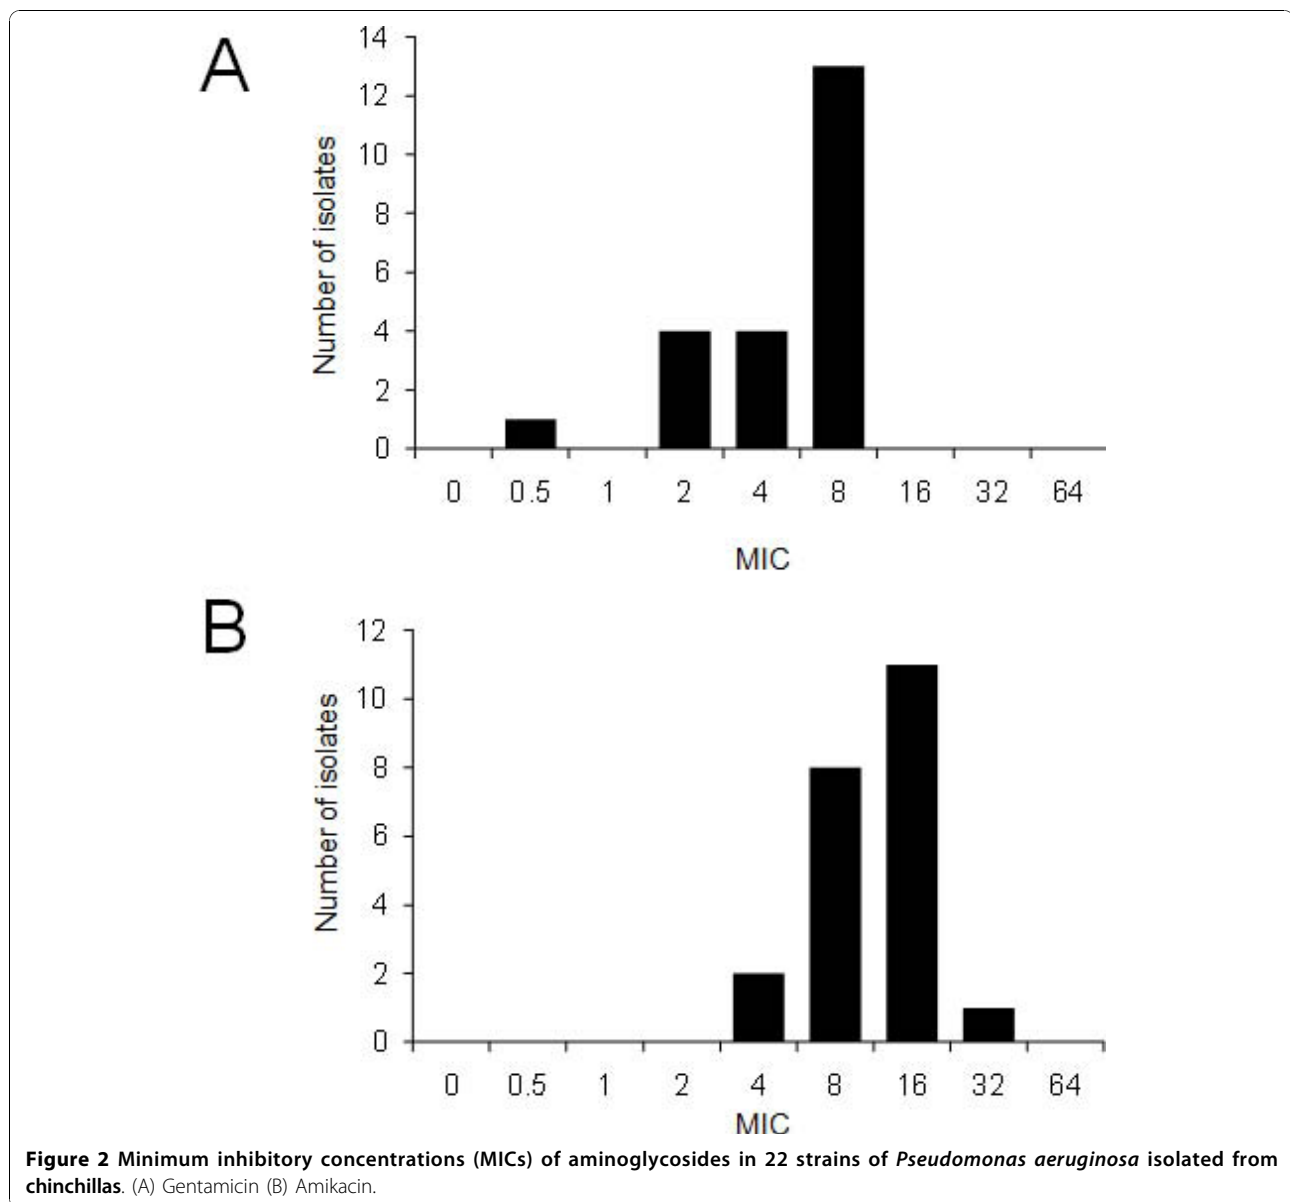 A
14
12
10
8
6
4
2
0
Number of isolates
0 0.5 1 2 4 8 16 32 64
MIC
B
12
10
8
6
4
2
0
Number of isolates
0 0.5 1 2 4 8 16 32 64
MIC
Figure 2 Minimum inhibitory concentrations (MICs) of aminoglycosides in 22 strains of Pseudomonas aeruginosa isolated from
chinchillas. (A) Gentamicin (B) Amikacin.